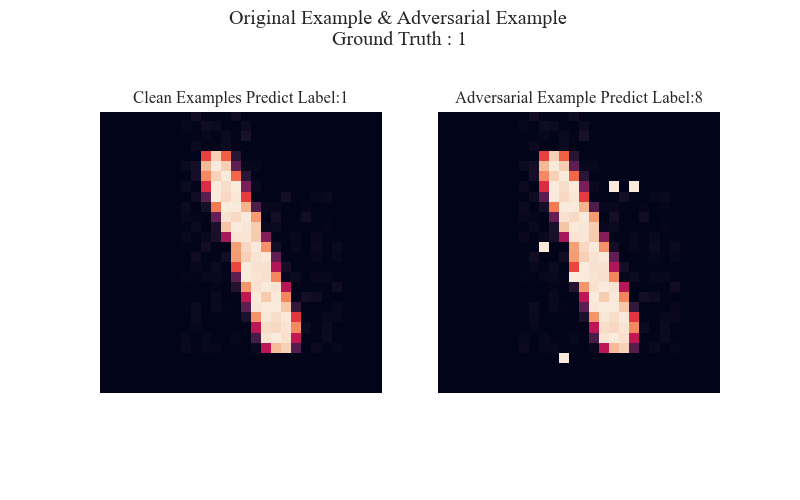 Original Example & Adversarial Example
Ground Truth : 1
Clean Examples Predict Label:1
Adversarial Example Predict Label:8